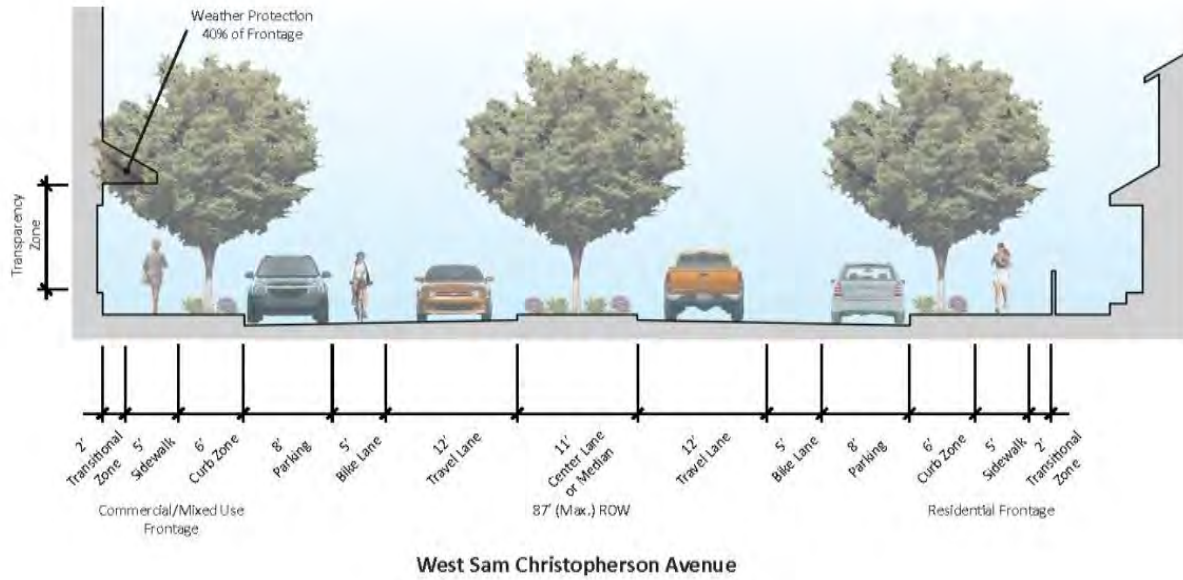 Weather Protection
40% of Frontage
Transparency
Zone
2'
Transitional
Zone
5'
Sidewalk
6'
Curb Zone
8'
Parking
5'
Bike Lane
12'
Travel Lane
11'
Center Lane
or Median
12'
Travel Lane
5'
Bike Lane
8'
Parking
6'
Curb Zone
5'
Sidewalk
2'
Transitional
Zone
Commercial/Mixed Use
Frontage
87' (Max.) ROW
Residential Frontage
West Sam Christopherson Avenue